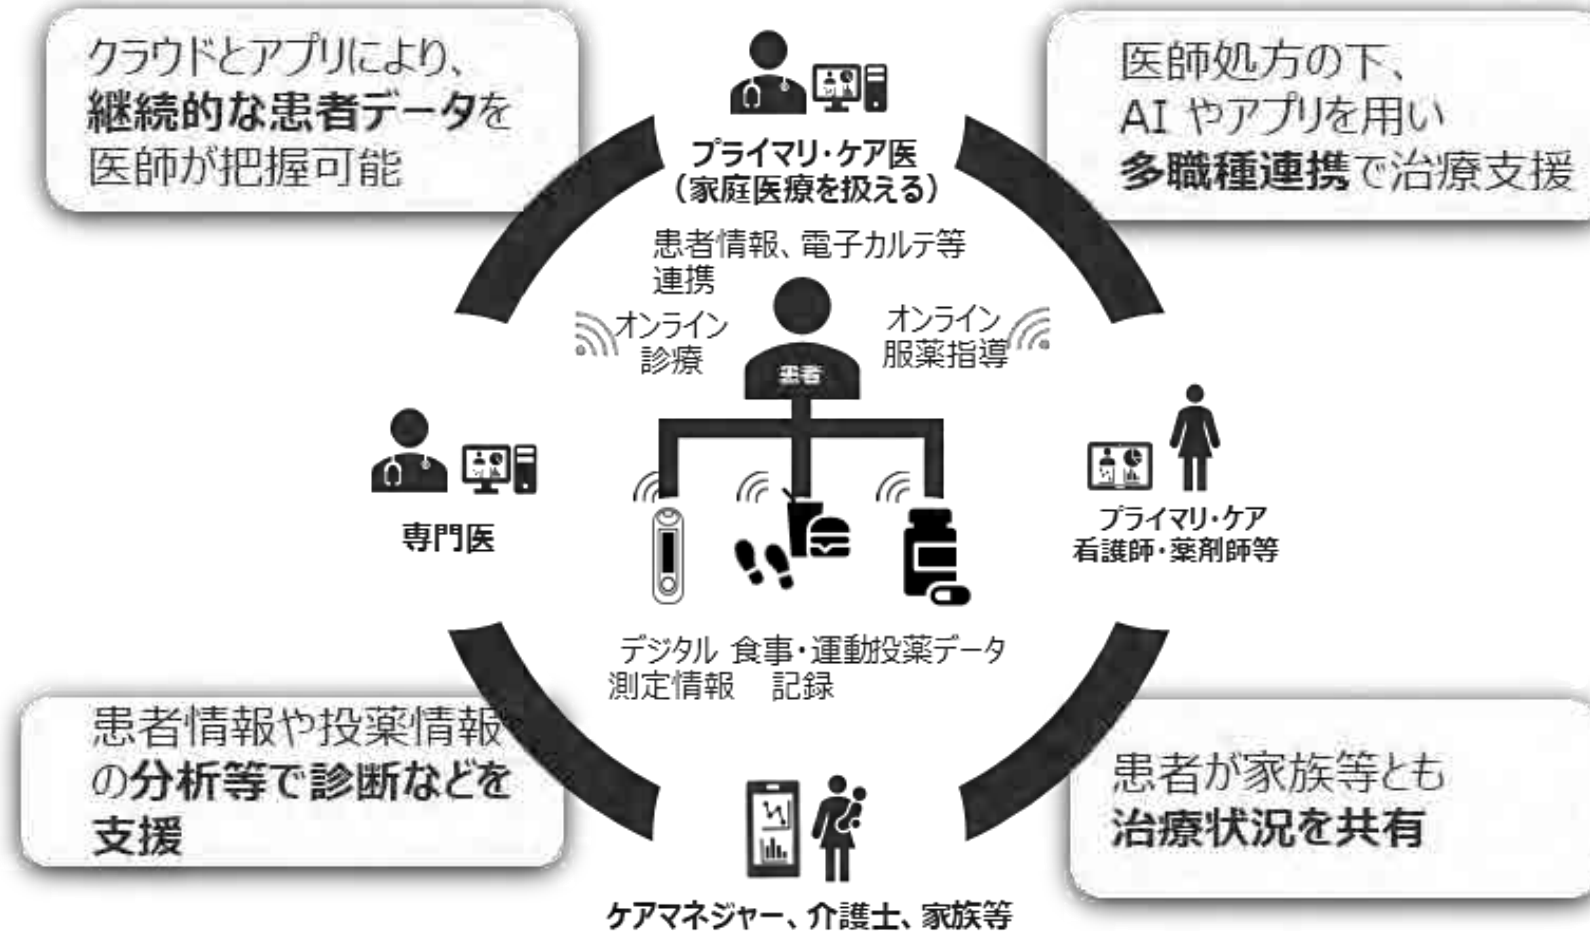 クラウドとアプリにより、
継続的な患者データを
医師が把握可能
医師処方の下、
AI やアプリを用い
多職種連携で治療支援
プライマリ・ケア医
（家庭医療を扱える）
患者情報、電子カルテ等
連携
オンライン
診療
オンライン
服薬指導
患者
専門医
プライマリ・ケア
看護師・薬剤師等
デジタル
測定情報
食事・運動
記録
投薬データ
患者情報や投薬情報
の分析等で診断などを
支援
患者が家族等とも
治療状況を共有
ケアマネジャー、介護士、家族等